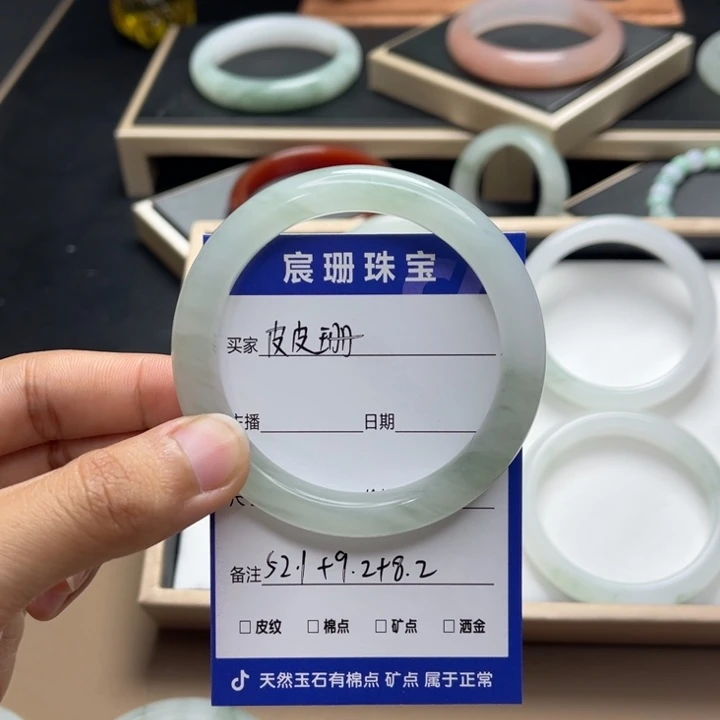 宸珊珠宝
买家 皮皮珊
主播 日期
备注 52.1+9.2+8.2
□ 皮纹 □ 棉点 □ 矿点 □ 洒金
天然玉石有棉点 矿点 属于正常